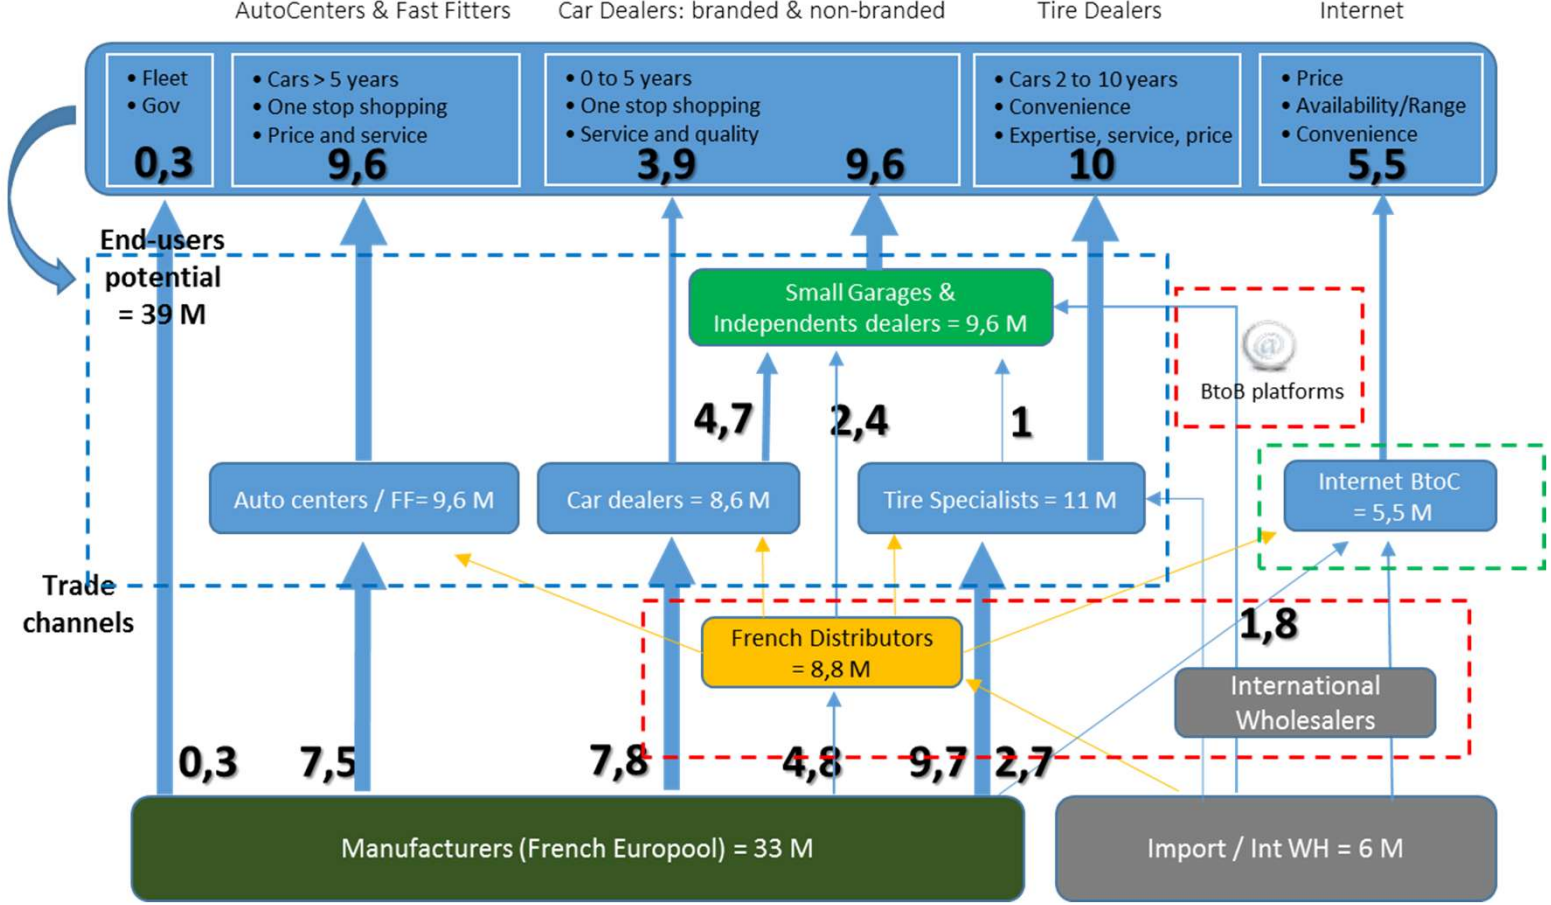 AutoCenters & Fast Fitters
Car Dealers: branded & non-branded
Tire Dealers
Internet
• Fleet
• Gov
0,3
• Cars > 5 years
• One stop shopping
• Price and service
9,6
• 0 to 5 years
• One stop shopping
• Service and quality
3,9
9,6
• Cars 2 to 10 years
• Convenience
• Expertise, service, price
10
• Price
• Availability/Range
• Convenience
5,5
End-users
potential
= 39 M
Small Garages &
Independents dealers = 9,6 M
@
BtoB platforms
4,7
2,4
1
Auto centers / FF= 9,6 M
Car dealers = 8,6 M
Tire Specialists = 11 M
Internet BtoC
= 5,5 M
Trade
channels
French Distributors
= 8,8 M
1,8
International
Wholesalers
0,3
7,5
7,8
4,8
9,7
2,7
Manufacturers (French Europool) = 33 M
Import / Int WH = 6 M